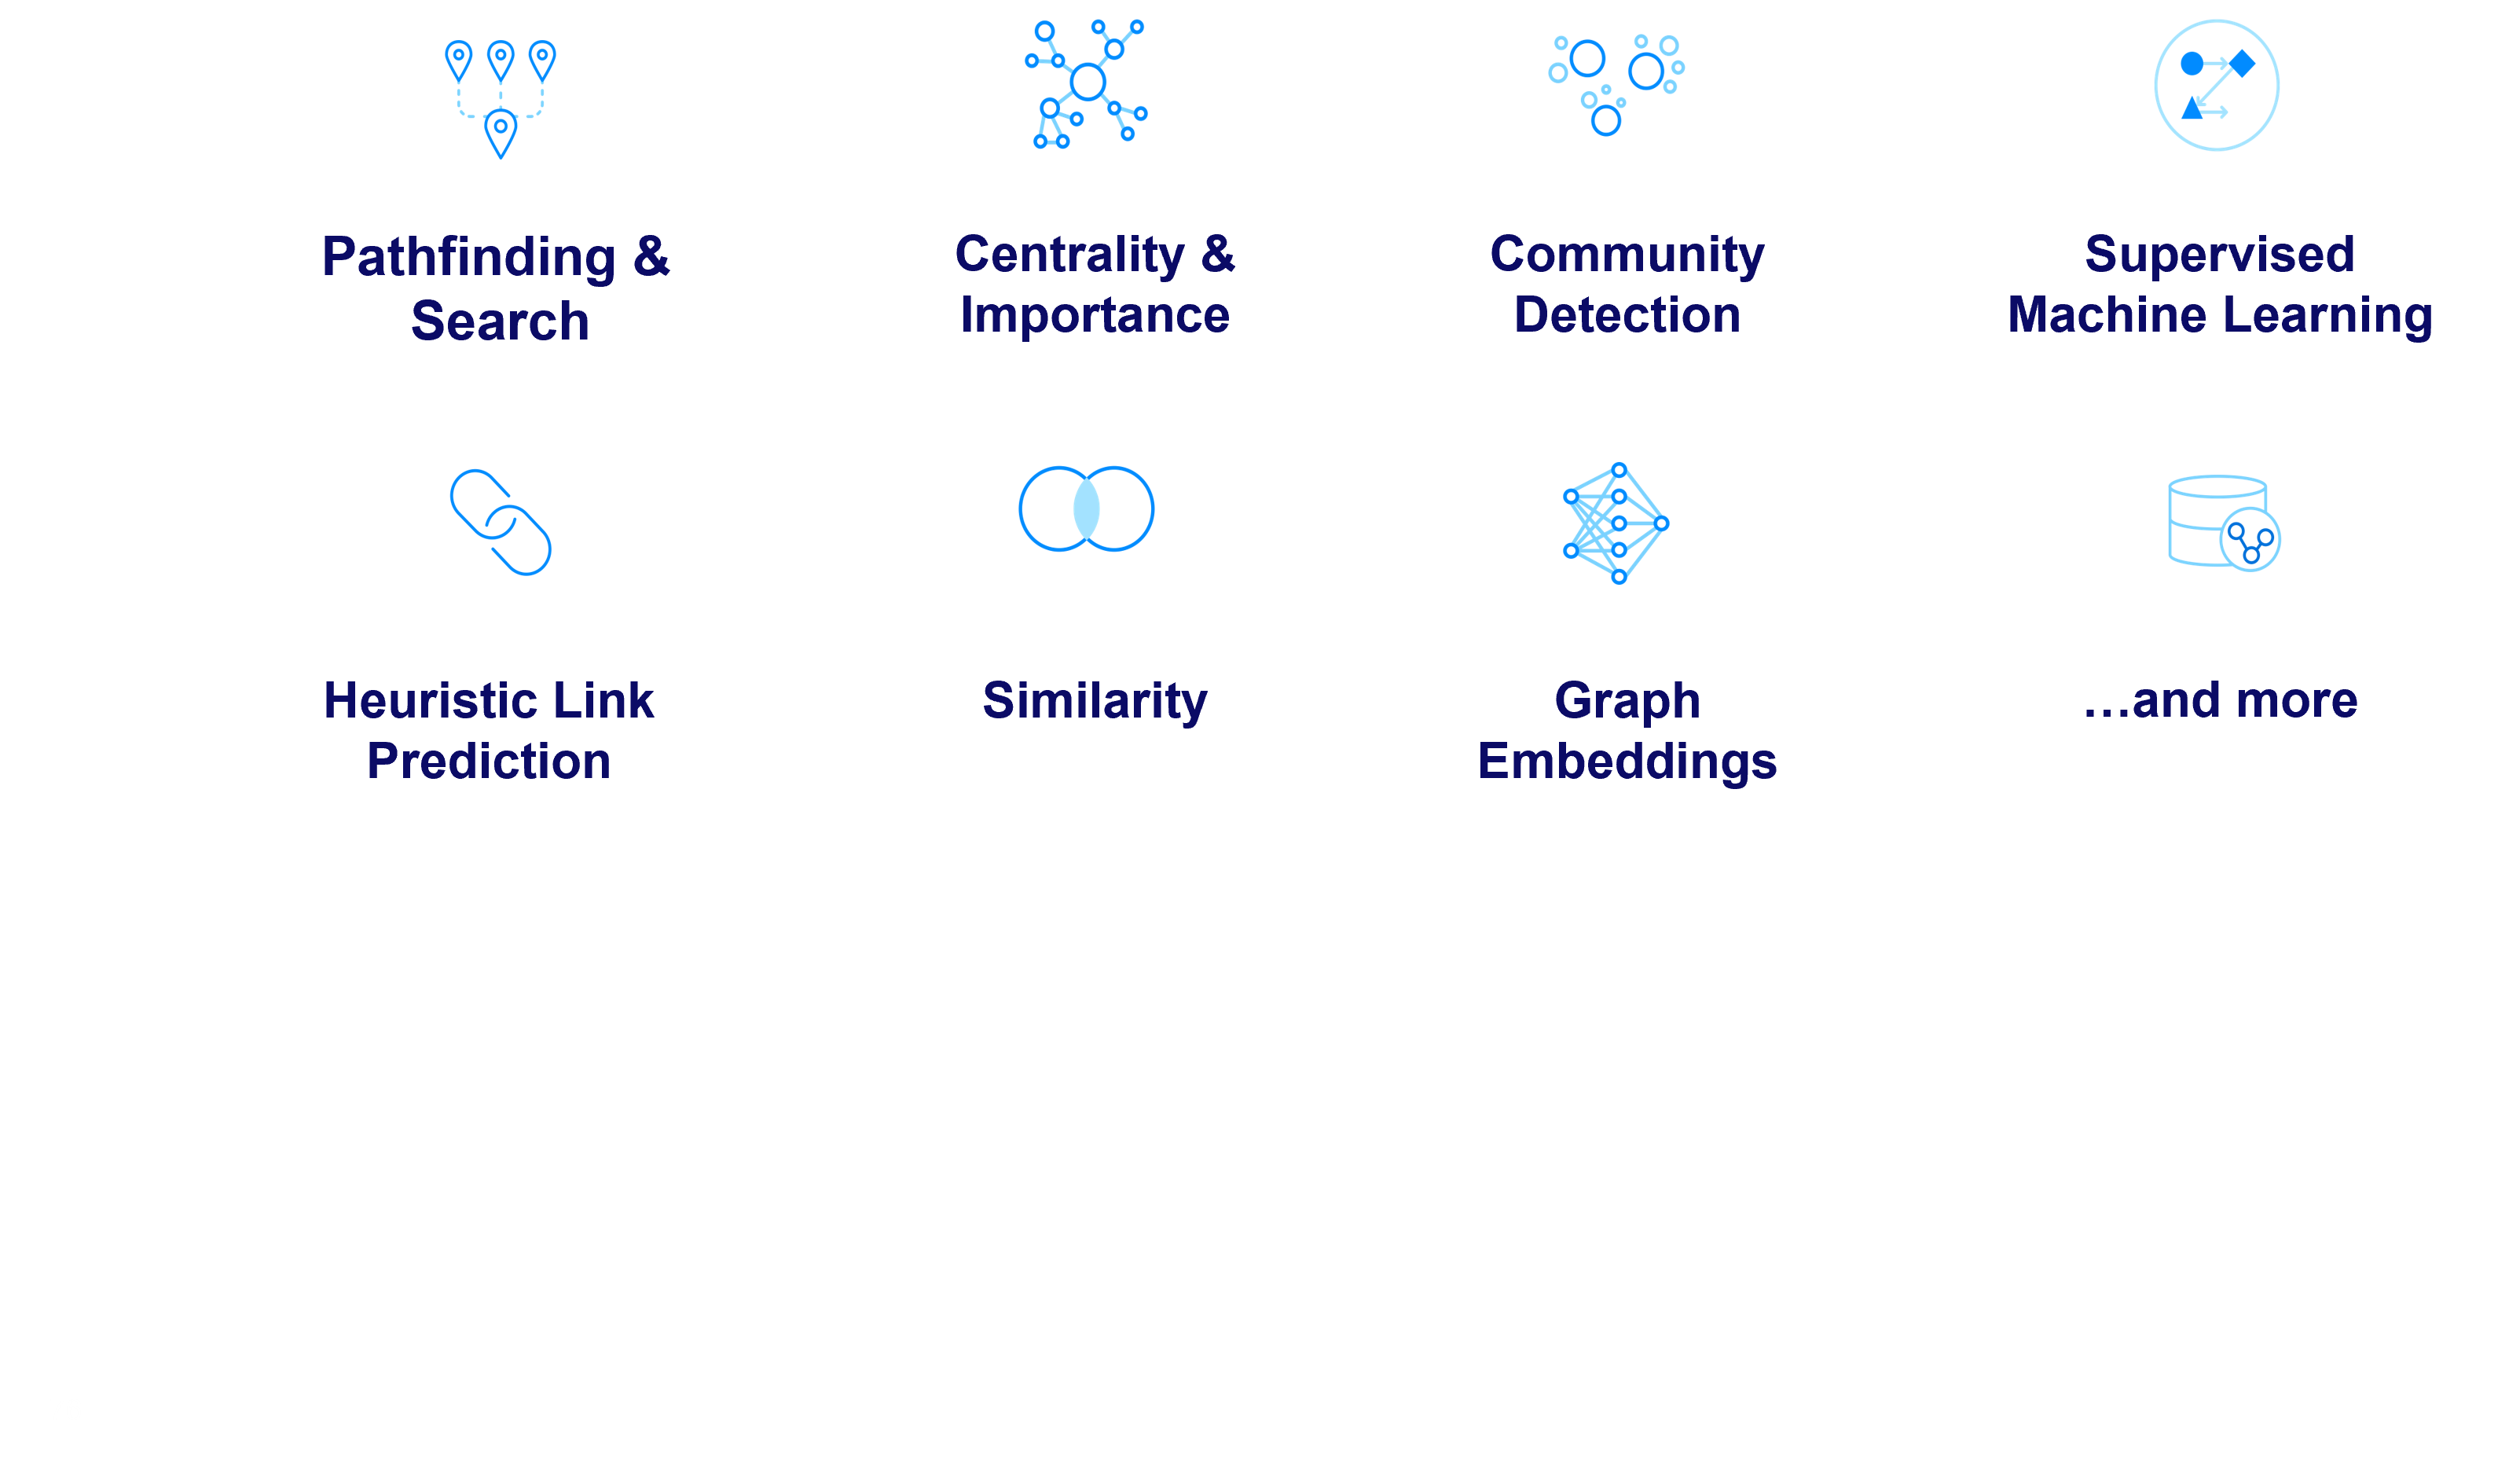 Pathfinding &
Search
Centrality &
Importance
Community
Detection
Supervised
Machine Learning
Heuristic Link
Prediction
Similarity
Graph
Embeddings
…and more